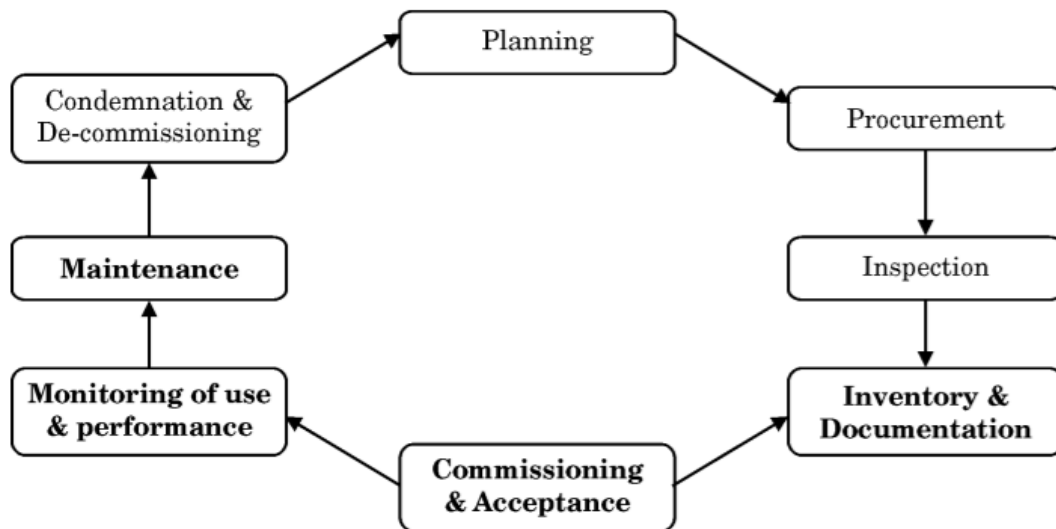 Planning
Condemnation &
De-commissioning
Procurement
Maintenance
Inspection
Monitoring of use
& performance
Inventory &
Documentation
Commissioning
& Acceptance